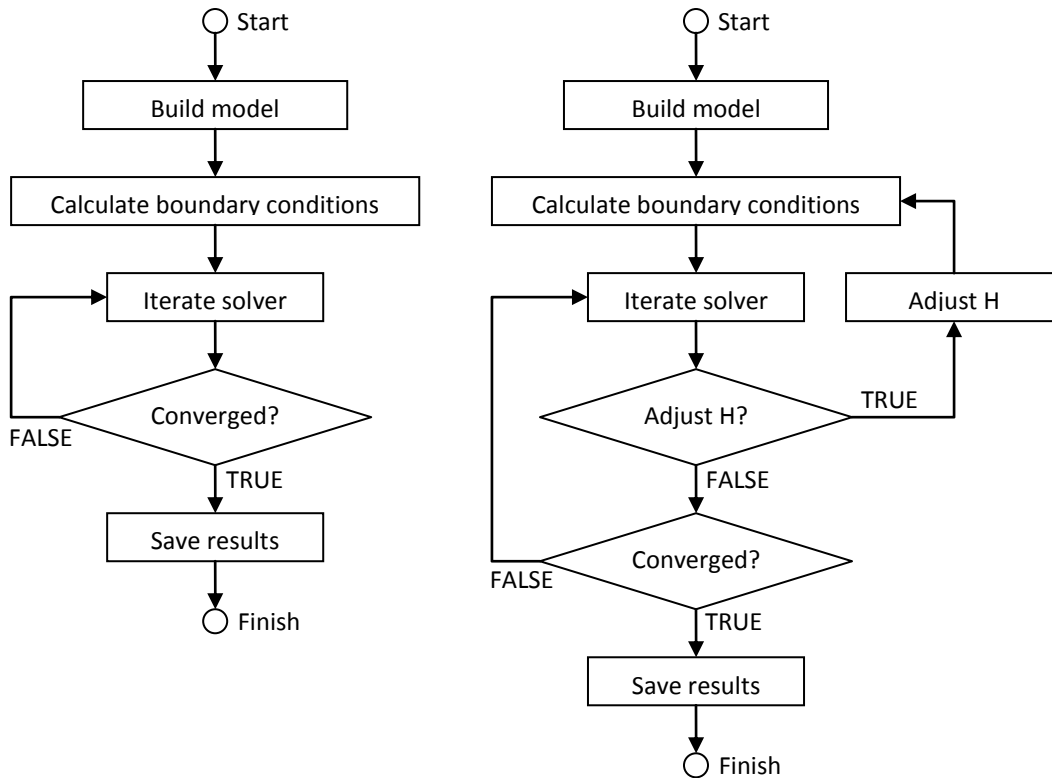 Start
Build model
Calculate boundary conditions
Iterate solver
Converged?
FALSE
TRUE
Save results
Finish
Start
Build model
Calculate boundary conditions
Iterate solver
Adjust H
Adjust H?
TRUE
FALSE
Converged?
FALSE
TRUE
Save results
Finish